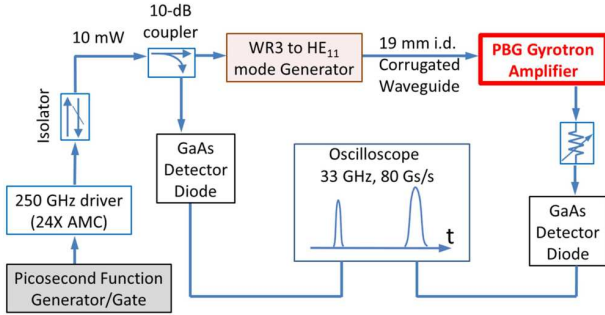 10-dB
coupler
10 mW
WR3 to HE₁₁
mode Generator
19 mm i.d.
Corrugated
Waveguide
PBG Gyrotron
Amplifier
Isolator
GaAs
Detector
Diode
Oscilloscope
33 GHz, 80 Gs/s
t
250 GHz driver
(24X AMC)
GaAs
Detector
Diode
Picosecond Function
Generator/Gate